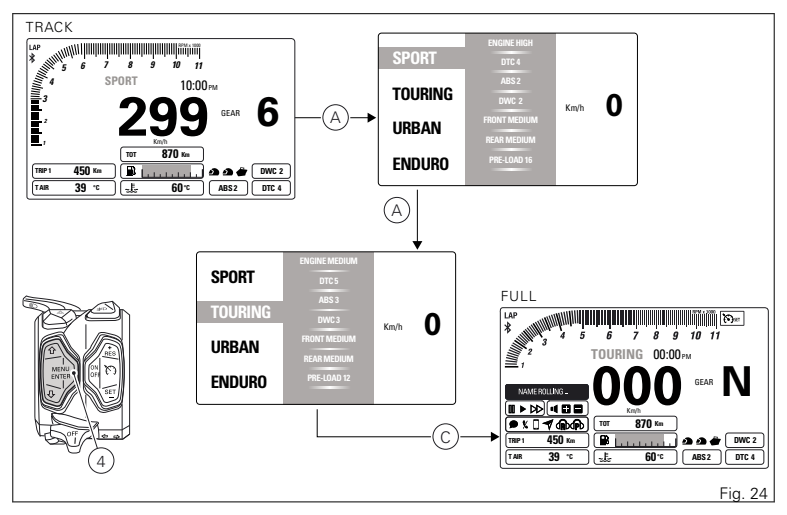 TRACK
LAP
RPM x 1000
1
2
3
4
5
6
7
8
9
10
11
SPORT
10:00 PM
299
Km/h
GEAR
6
TOT 870 Km
TRIP 1 450 Km
DWC 2
T AIR 39 °C
60 °C
ABS 2
DTC 4
A
SPORT
TOURING
URBAN
ENDURO
ENGINE HIGH
DTC 4
ABS 2
DWC 2
FRONT MEDIUM
REAR MEDIUM
PRE-LOAD 16
Km/h
0
A
SPORT
TOURING
URBAN
ENDURO
ENGINE MEDIUM
DTC 5
ABS 3
DWC 3
FRONT MEDIUM
REAR MEDIUM
PRE-LOAD 12
Km/h
0
MENU
ENTER
RES
ON
OFF
SET
OFF
4
C
FULL
LAP
RPM x 1000
SET
1
2
3
4
5
6
7
8
9
10
11
TOURING
00:00 PM
NAME ROLLING _
000
Km/h
GEAR
N
TOT 870 Km
TRIP 1 450 Km
DWC 2
T AIR 39 °C
60 °C
ABS 2
DTC 4
Fig. 24